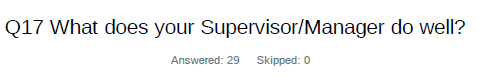 Q17 What does your Supervisor/Manager do well?
Answered: 29 Skipped: 0